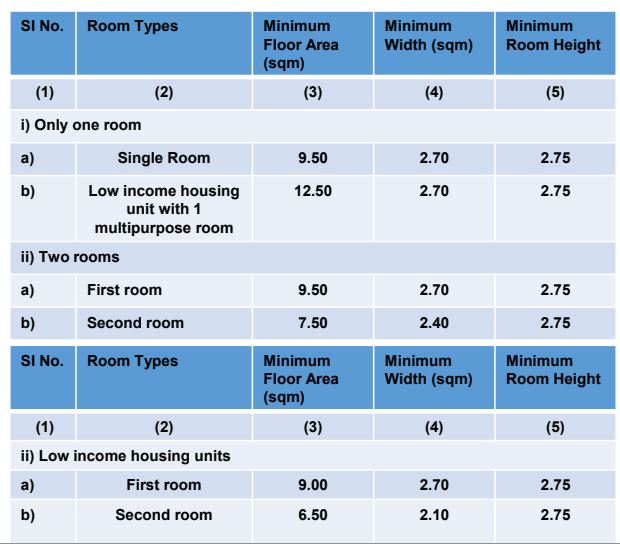 SI No. Room Types Minimum Floor Area (sqm) Minimum Width (sqm) Minimum Room Height
(1) (2) (3) (4) (5)
i) Only one room
a) Single Room 9.50 2.70 2.75
b) Low income housing unit with 1 multipurpose room 12.50 2.70 2.75
ii) Two rooms
a) First room 9.50 2.70 2.75
b) Second room 7.50 2.40 2.75
SI No. Room Types Minimum Floor Area (sqm) Minimum Width (sqm) Minimum Room Height
(1) (2) (3) (4) (5)
ii) Low income housing units
a) First room 9.00 2.70 2.75
b) Second room 6.50 2.10 2.75